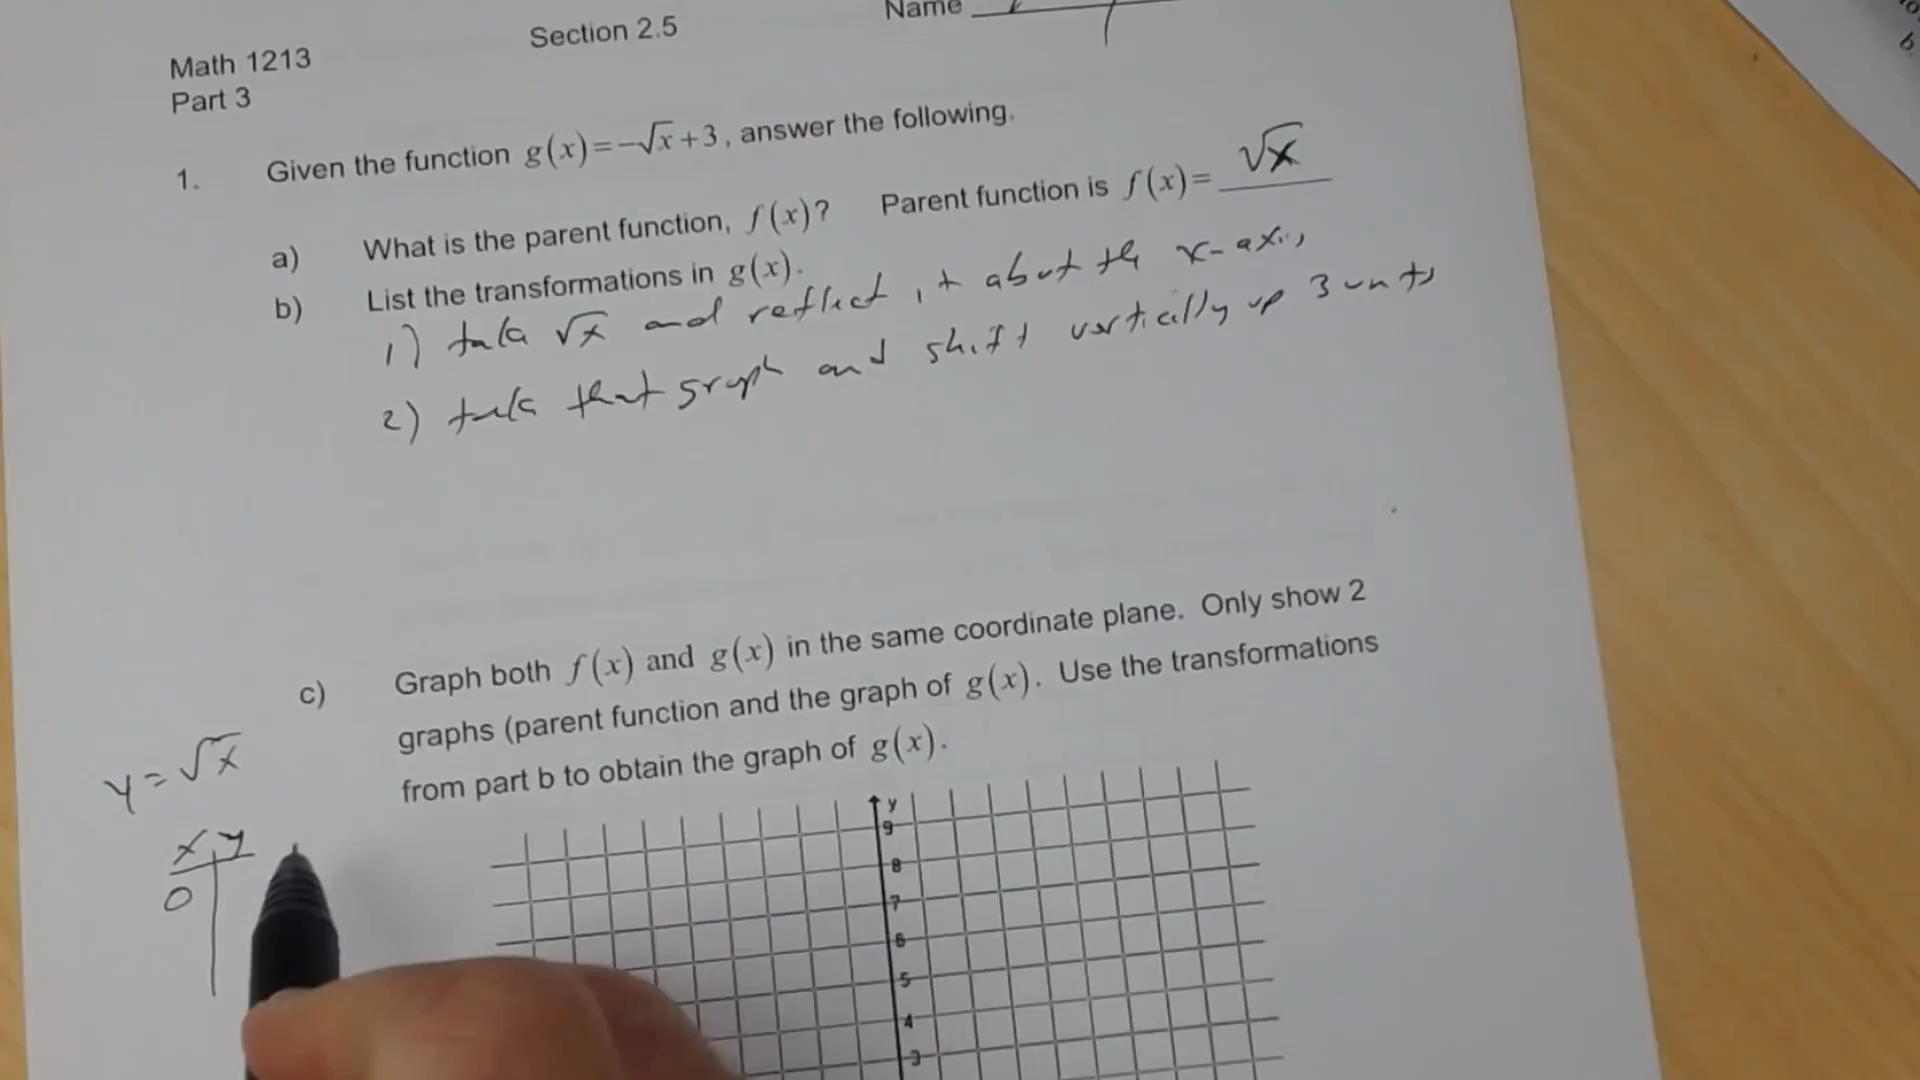 Section 2.5
Name
Math 1213
Part 3
1. Given the function g(x)=-√x+3, answer the following.
a) What is the parent function, f(x)? Parent function is f(x)= √x
b) List the transformations in g(x).
1) take √x and reflect it about the x-axis
2) take that graph and shift vertically up 3 units
c) Graph both f(x) and g(x) in the same coordinate plane. Only show 2
graphs (parent function and the graph of g(x). Use the transformations
from part b to obtain the graph of g(x).
y = √x
x y
0
y
9
8
7
6
5
4
3